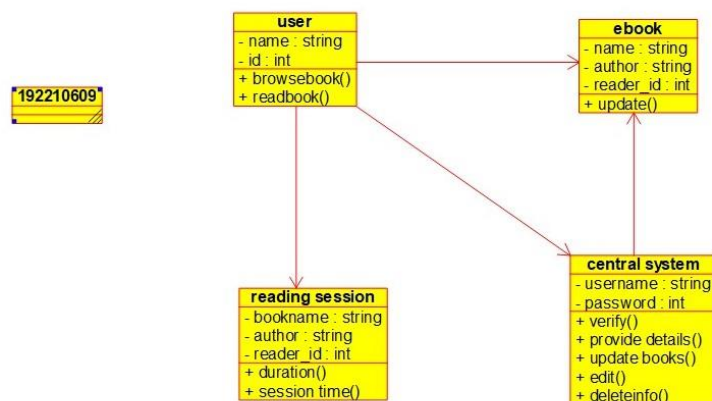 192210609
user
- name : string
- id : int
+ browsebook()
+ readbook()
ebook
- name : string
- author : string
- reader_id : int
+ update()
reading session
- bookname : string
- author : string
- reader_id : int
+ duration()
+ session time()
central system
- username : string
- password : int
+ verify()
+ provide details()
+ update books()
+ edit()
+ deleteinfo()